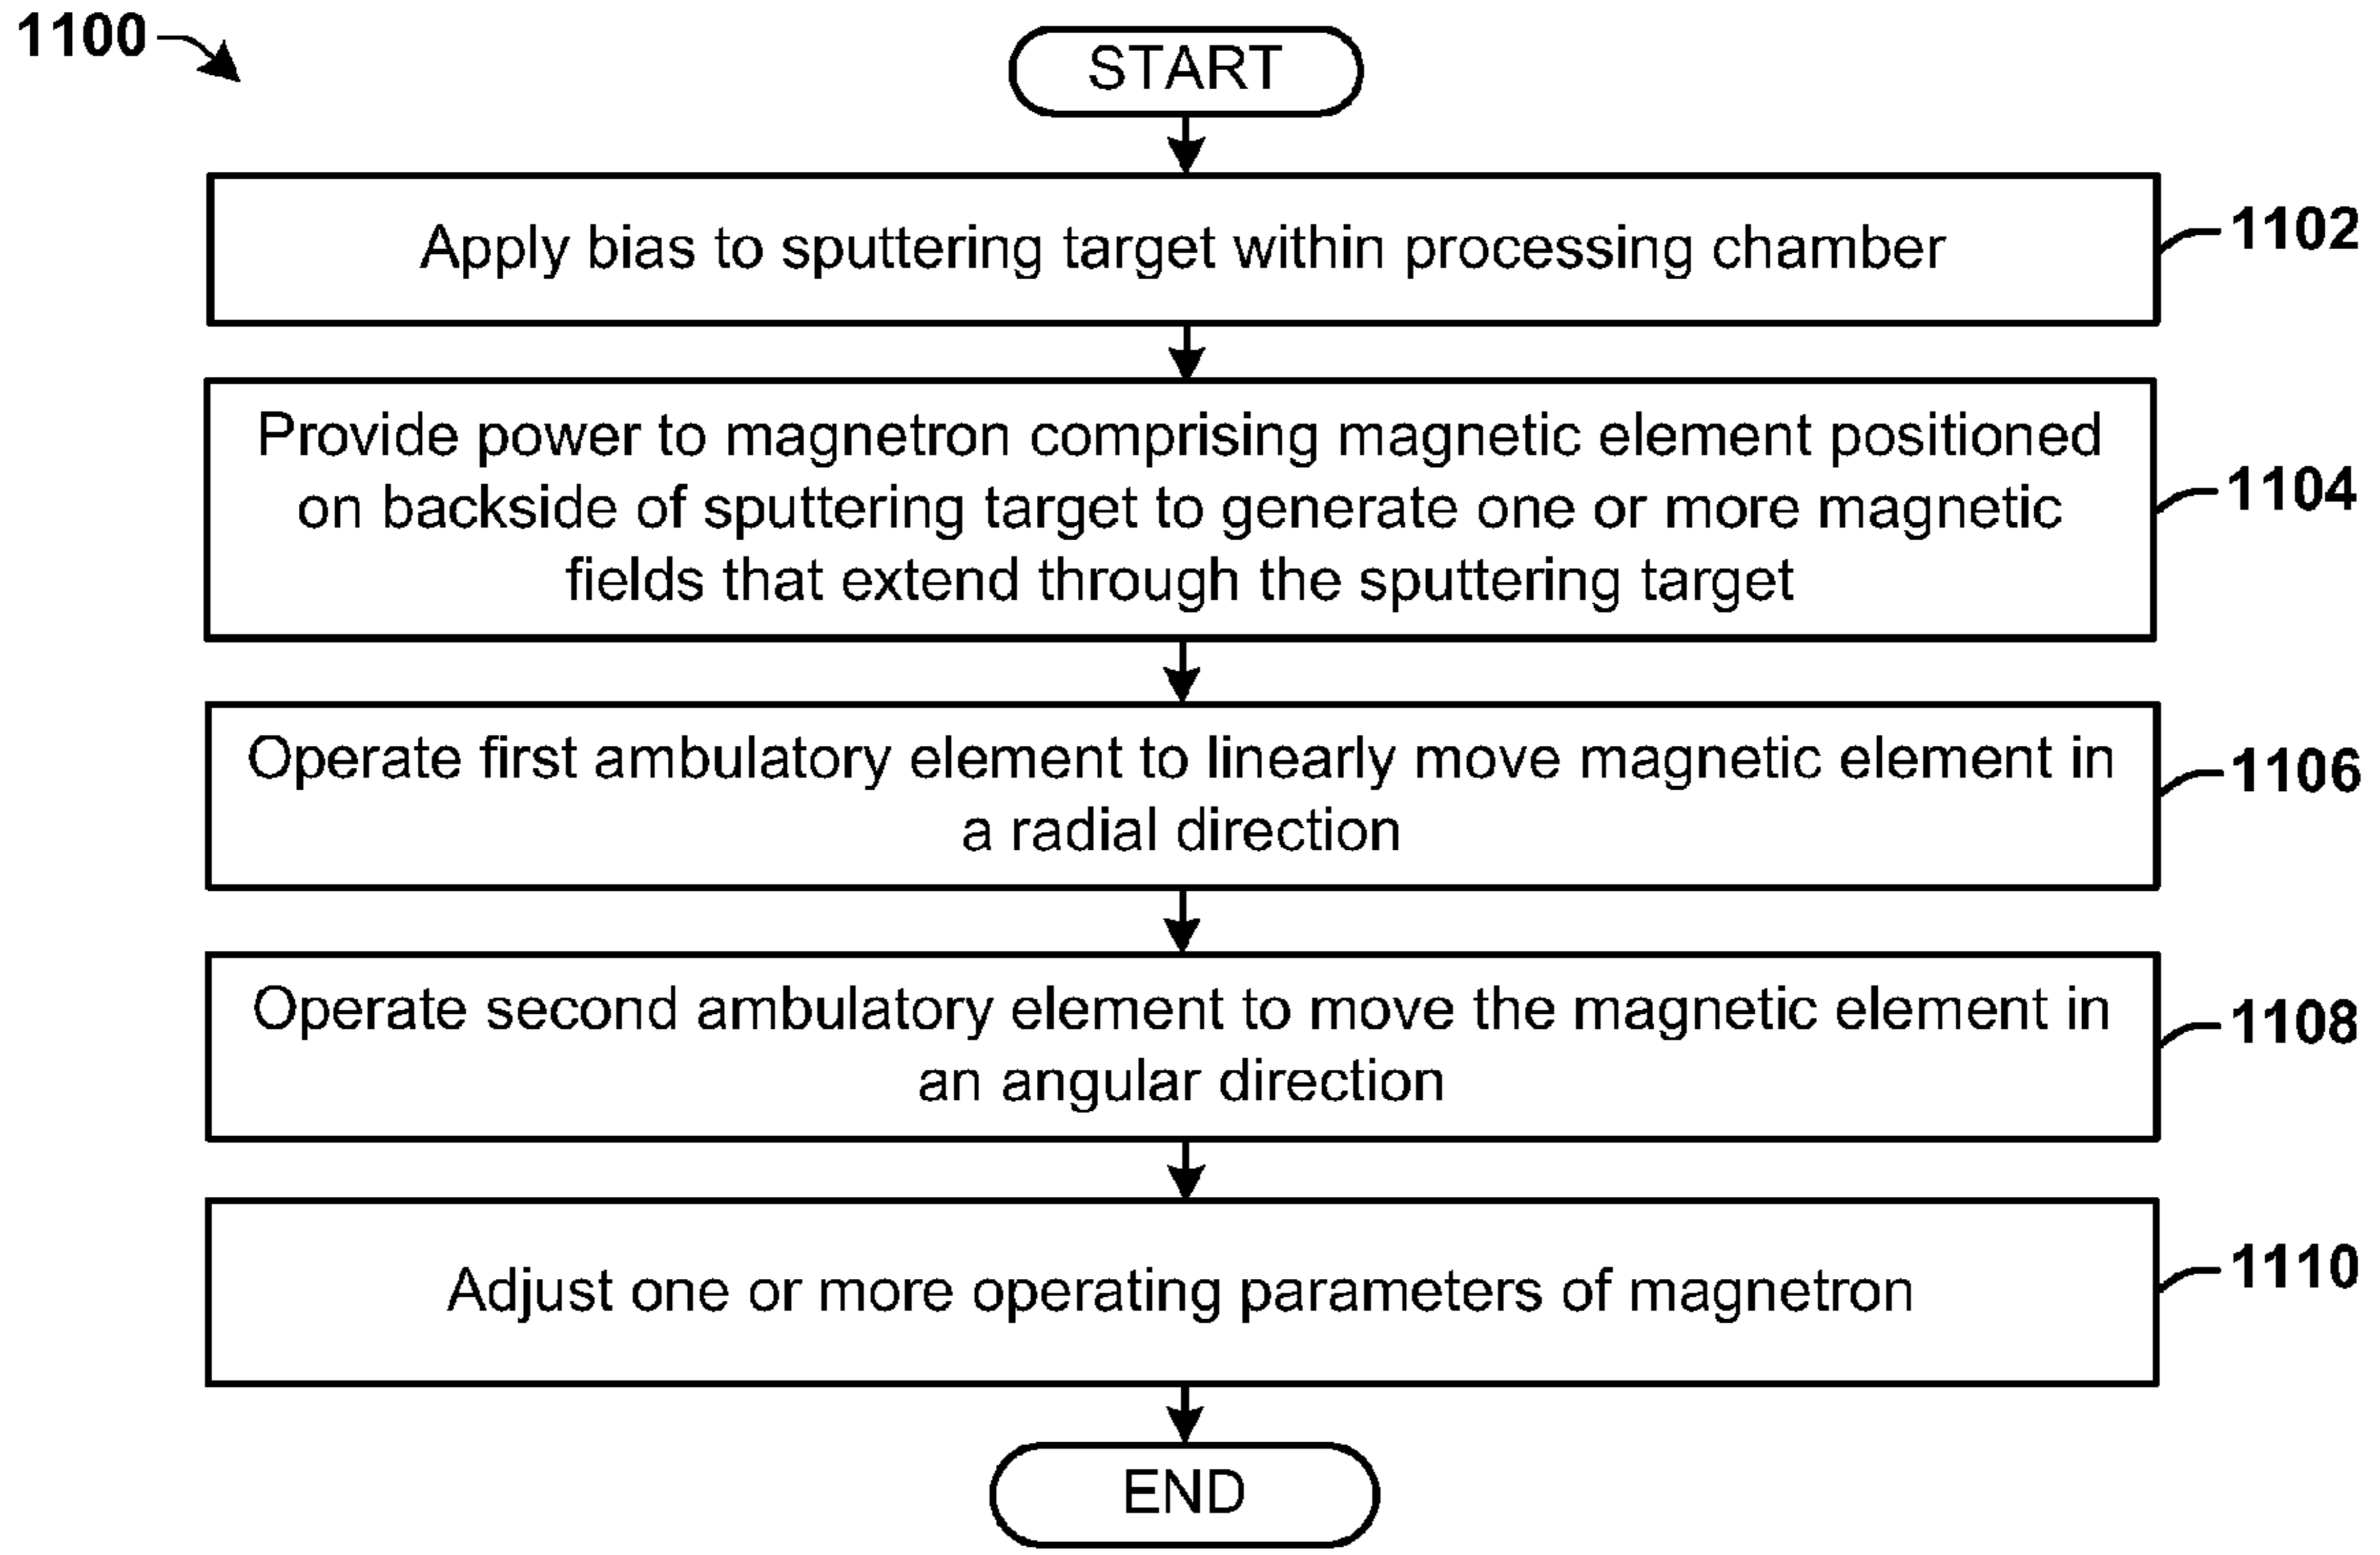 1100
START
Apply bias to sputtering target within processing chamber
1102
Provide power to magnetron comprising magnetic element positioned
on backside of sputtering target to generate one or more magnetic
fields that extend through the sputtering target
1104
Operate first ambulatory element to linearly move magnetic element in
a radial direction
1106
Operate second ambulatory element to move the magnetic element in
an angular direction
1108
Adjust one or more operating parameters of magnetron
1110
END